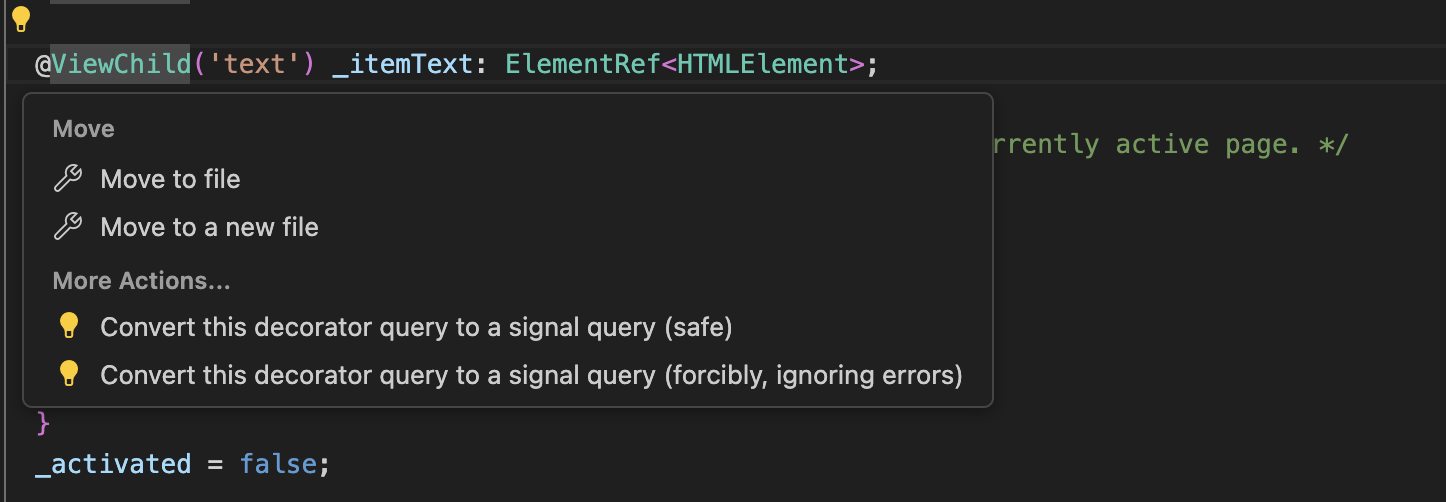 @ViewChild('text') _itemText: ElementRef<HTMLElement>;
Move
rrently active page. */
Move to file
Move to a new file
More Actions...
Convert this decorator query to a signal query (safe)
Convert this decorator query to a signal query (forcibly, ignoring errors)
}
_activated = false;